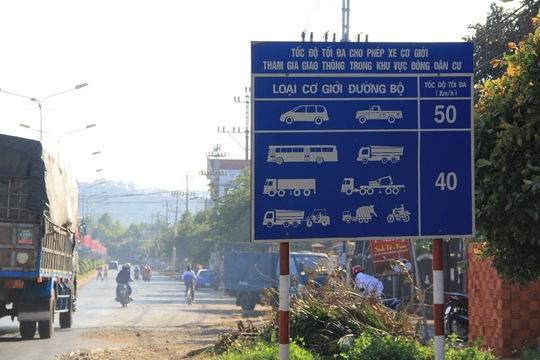 TỐC ĐỘ TỐI ĐA CHO PHÉP XE CƠ GIỚI
THAM GIA GIAO THÔNG TRONG KHU VỰC ĐÔNG DÂN CƯ
LOẠI CƠ GIỚI ĐƯỜNG BỘ
TỐC ĐỘ TỐI ĐA
(Km/h)
50
40